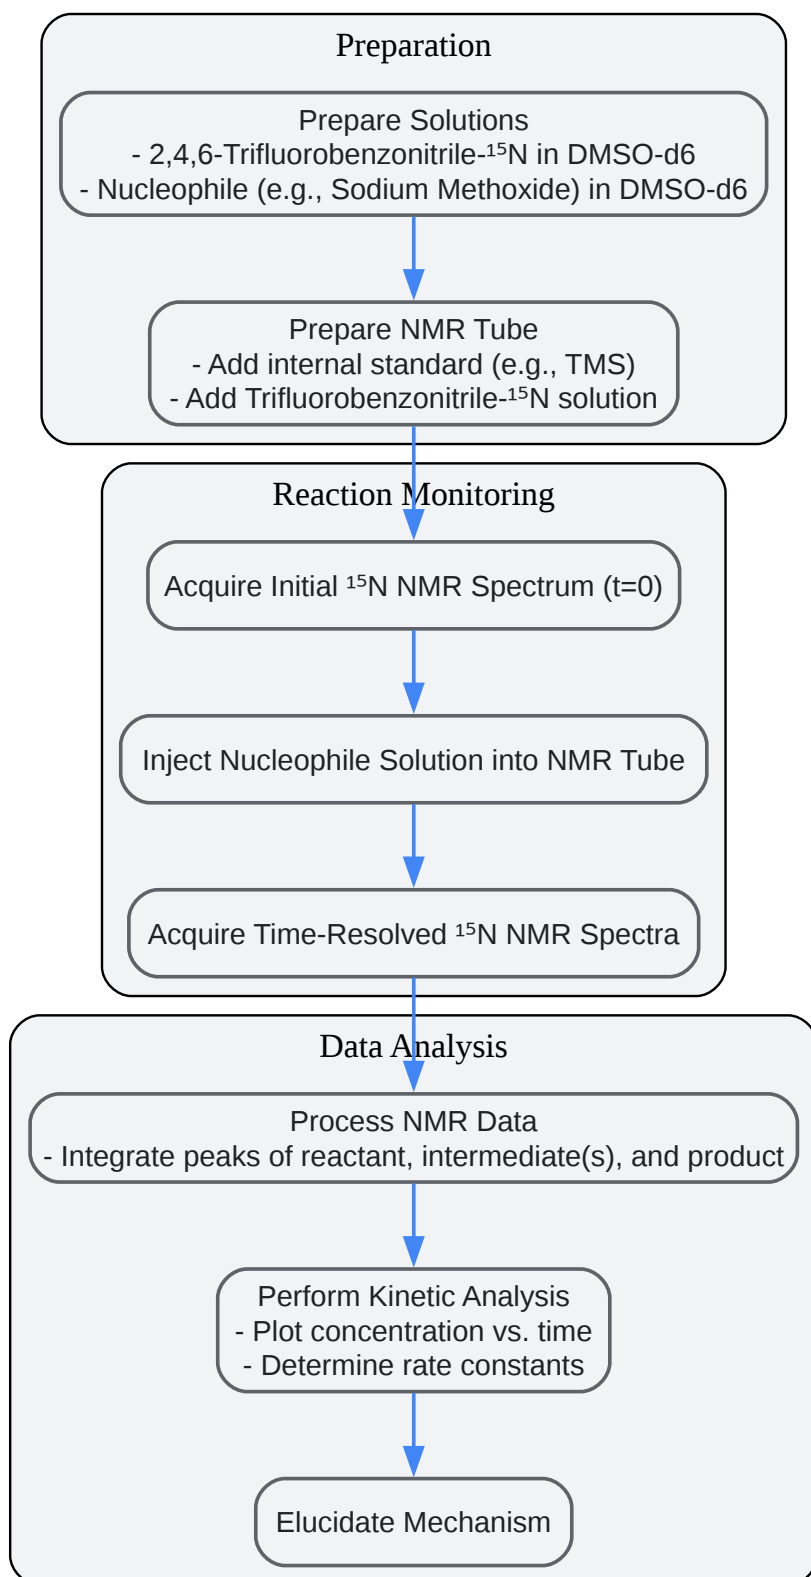 Preparation
Prepare Solutions
- 2,4,6-Trifluorobenzonitrile-¹⁵N in DMSO-d6
- Nucleophile (e.g., Sodium Methoxide) in DMSO-d6
Prepare NMR Tube
- Add internal standard (e.g., TMS)
- Add Trifluorobenzonitrile-¹⁵N solution
Reaction Monitoring
Acquire Initial ¹⁵N NMR Spectrum (t=0)
Inject Nucleophile Solution into NMR Tube
Acquire Time-Resolved ¹⁵N NMR Spectra
Data Analysis
Process NMR Data
- Integrate peaks of reactant, intermediate(s), and product
Perform Kinetic Analysis
- Plot concentration vs. time
- Determine rate constants
Elucidate Mechanism